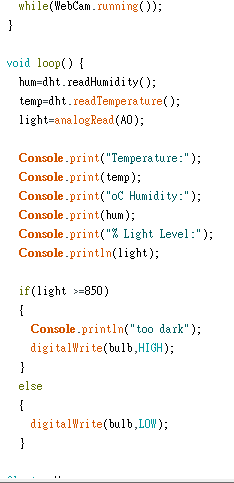 while(WebCam.running());
}
void loop() {
hum=dht.readHumidity();
temp=dht.readTemperature();
light=analogRead(A0);
Console.print("Temperature:");
Console.print(temp);
Console.print("oC Humidity:");
Console.print(hum);
Console.print("% Light Level:");
Console.println(light);
if(light >=850)
{
Console.println("too dark");
digitalWrite(bulb,HIGH);
}
else
{
digitalWrite(bulb,LOW);
}